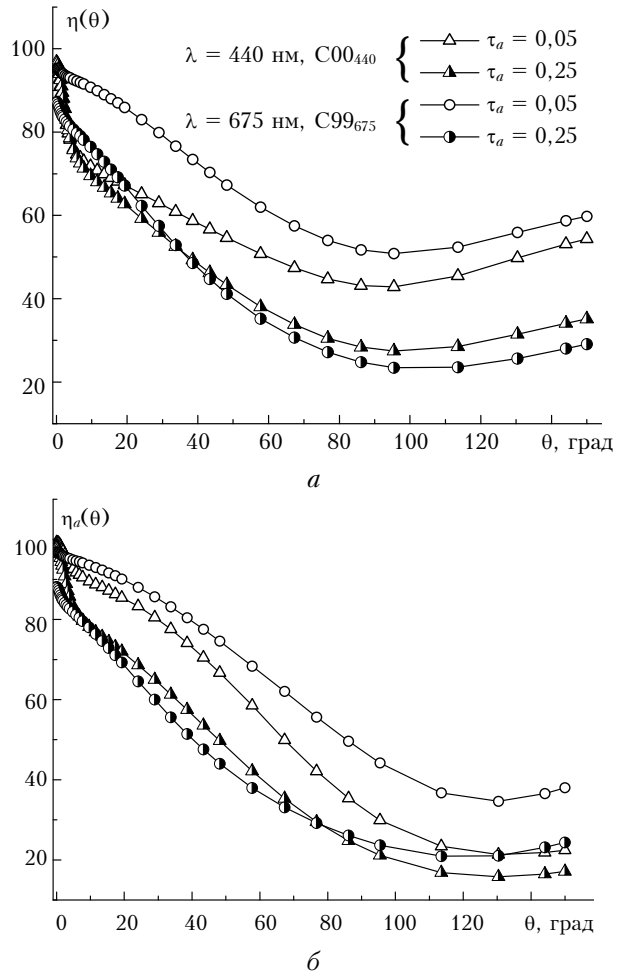 η(θ)
100
80
60
40
20
λ = 440 нм, C00₄₄₀ { τₐ = 0,05
τₐ = 0,25
λ = 675 нм, C99₆₇₅ { τₐ = 0,05
τₐ = 0,25
0 20 40 60 80 100 120 θ, град
а
ηₐ(θ)
100
80
60
40
20
0 20 40 60 80 100 120 θ, град
б